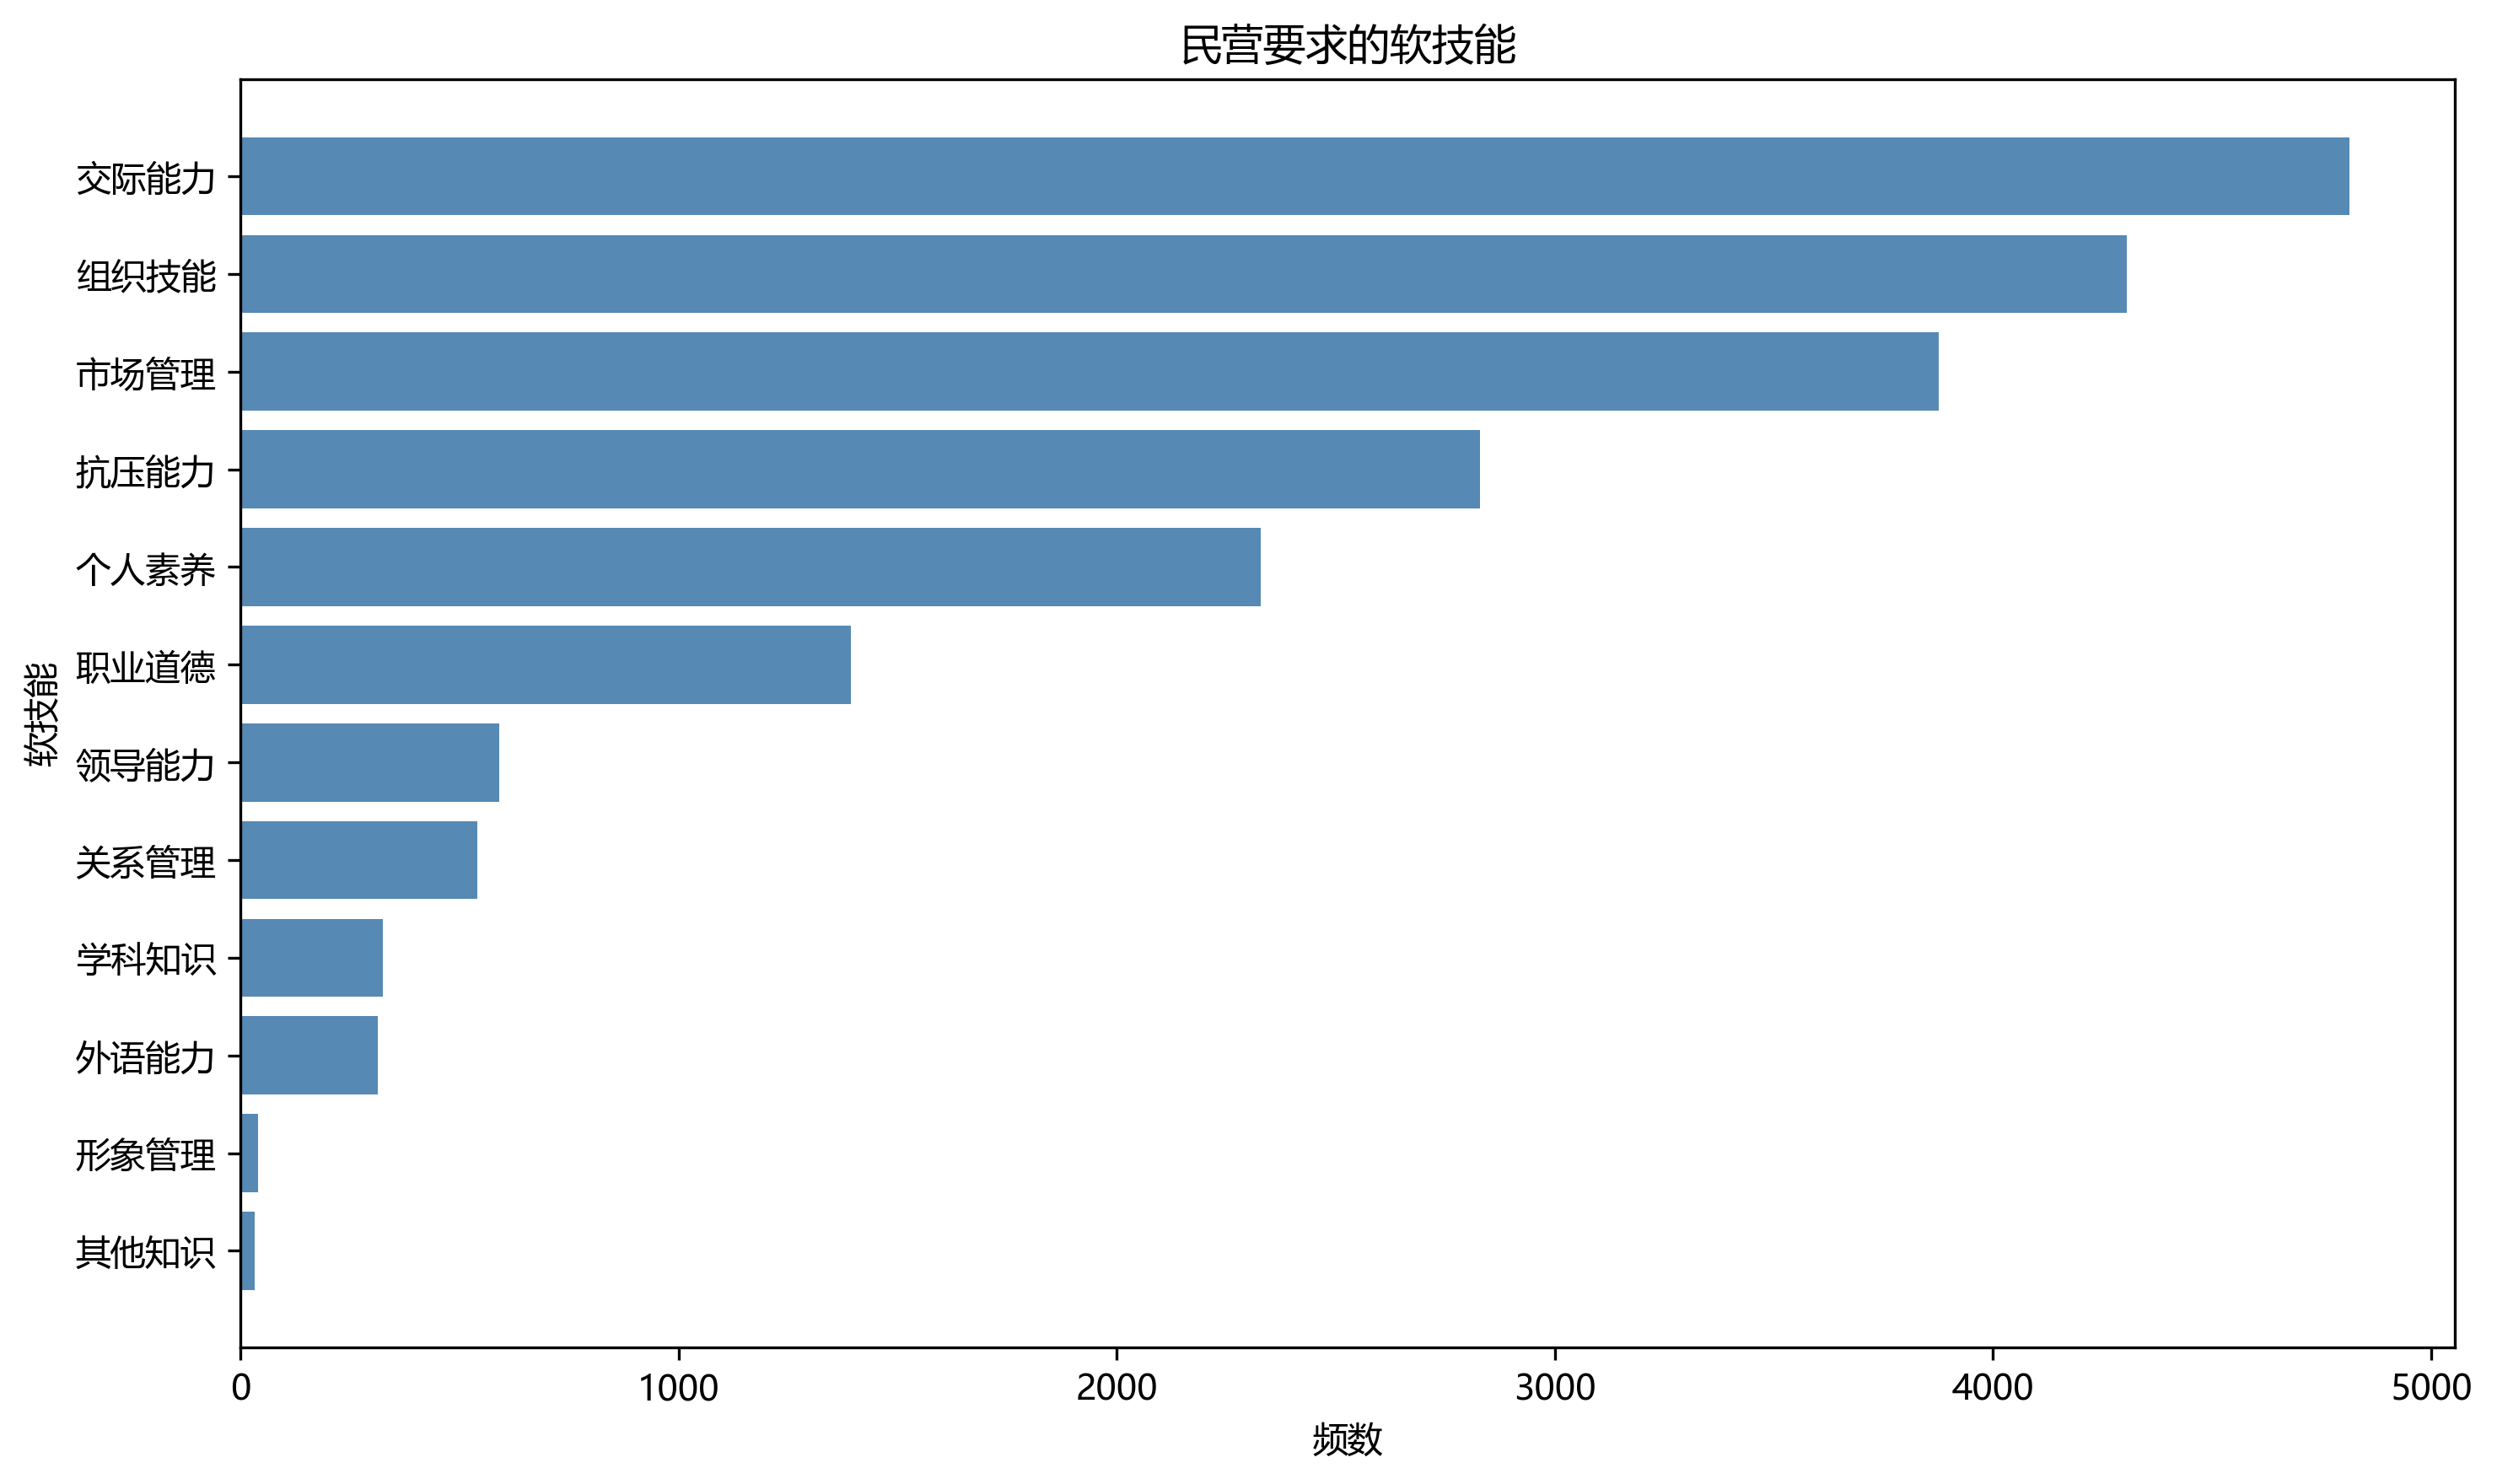 民营要求的软技能
软技能
交际能力
组织技能
市场管理
抗压能力
个人素养
职业道德
领导能力
关系管理
学科知识
外语能力
形象管理
其他知识
0 1000 2000 3000 4000 5000
频数